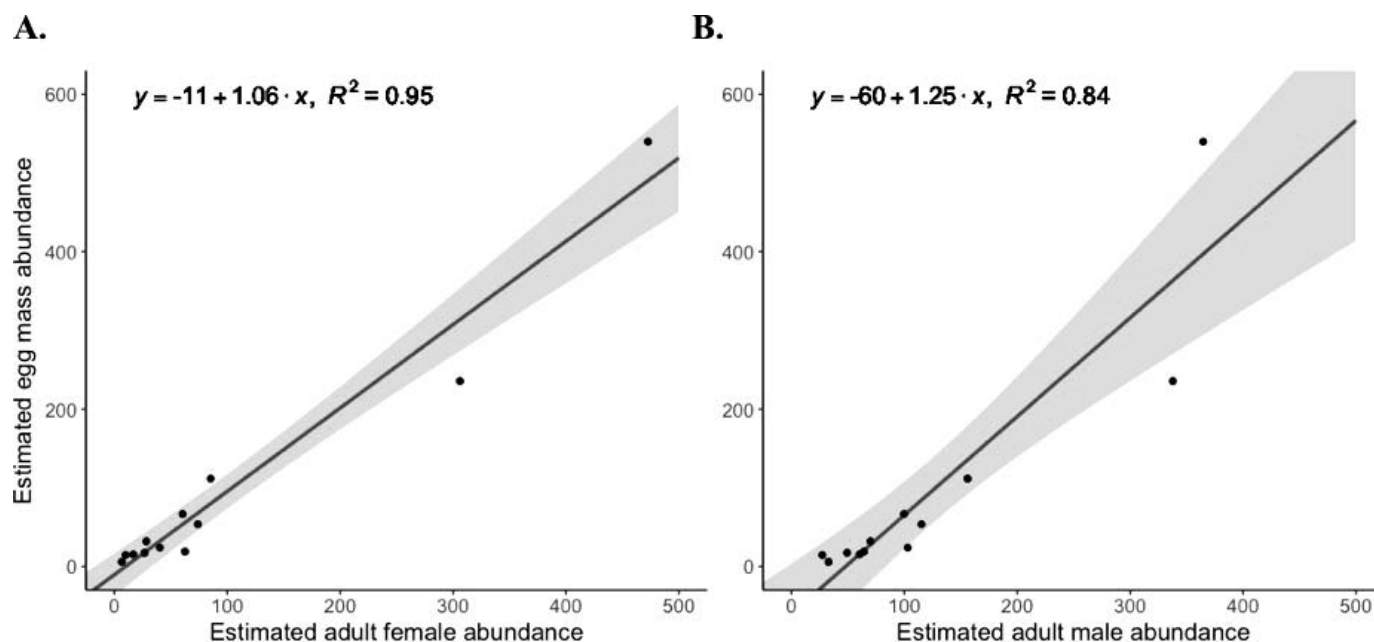 A.
y = -11 + 1.06 · x, R² = 0.95
600
400
200
0
0 100 200 300 400 500
Estimated adult female abundance
Estimated egg mass abundance
B.
y = -60 + 1.25 · x, R² = 0.84
600
400
200
0
0 100 200 300 400 500
Estimated adult male abundance